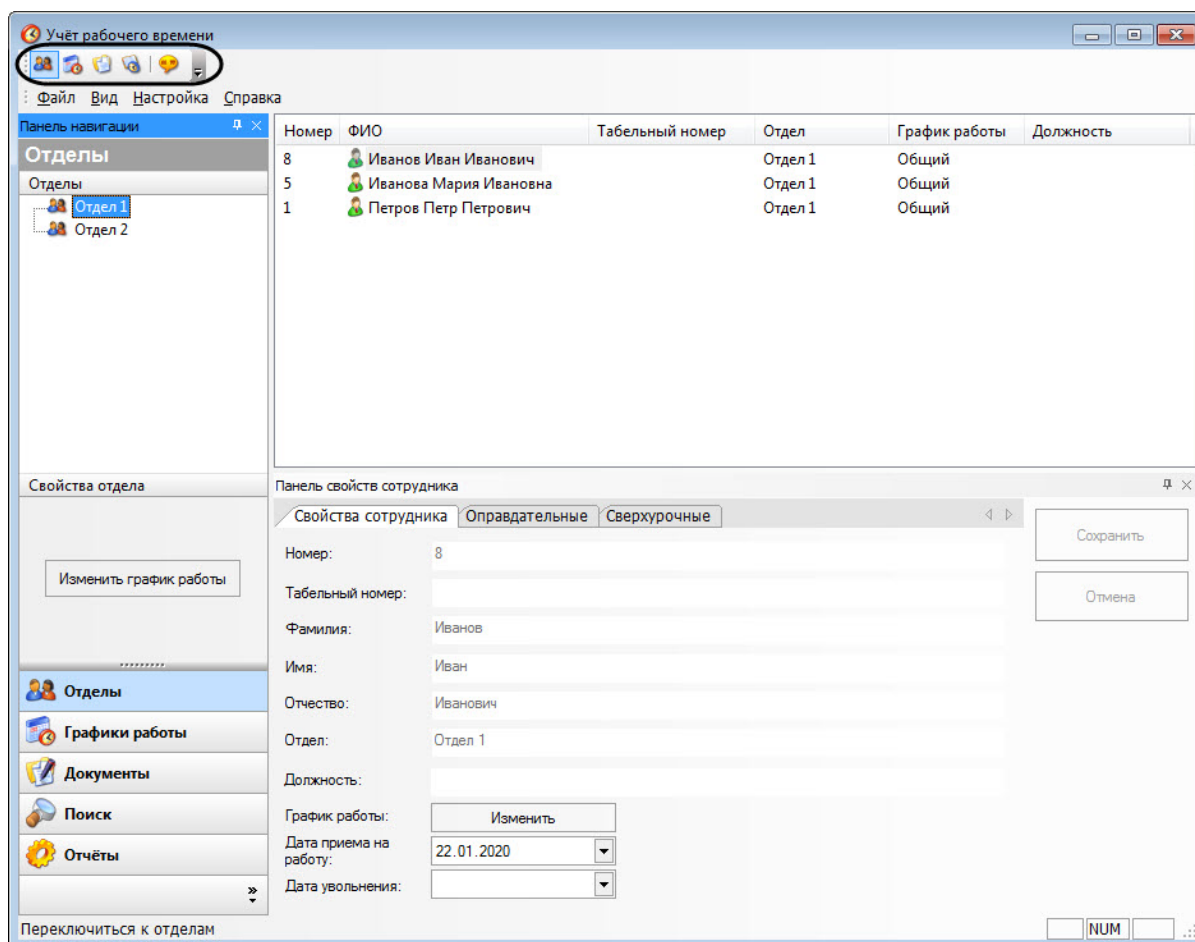 Учёт рабочего времени
Файл Вид Настройка Справка
Панель навигации
Отделы
Отделы
Отдел 1
Отдел 2
Номер ФИО Табельный номер Отдел График работы Должность
8 Иванов Иван Иванович Отдел 1 Общий
5 Иванова Мария Ивановна Отдел 1 Общий
1 Петров Петр Петрович Отдел 1 Общий
Свойства отдела
Изменить график работы
Панель свойств сотрудника
Свойства сотрудника Оправдательные Сверхурочные
Номер: 8
Табельный номер:
Фамилия: Иванов
Имя: Иван
Отчество: Иванович
Отдел: Отдел 1
Должность:
График работы: Изменить
Дата приема на
работу: 22.01.2020
Дата увольнения:
Сохранить
Отмена
Отделы
Графики работы
Документы
Поиск
Отчёты
Переключиться к отделам
NUM